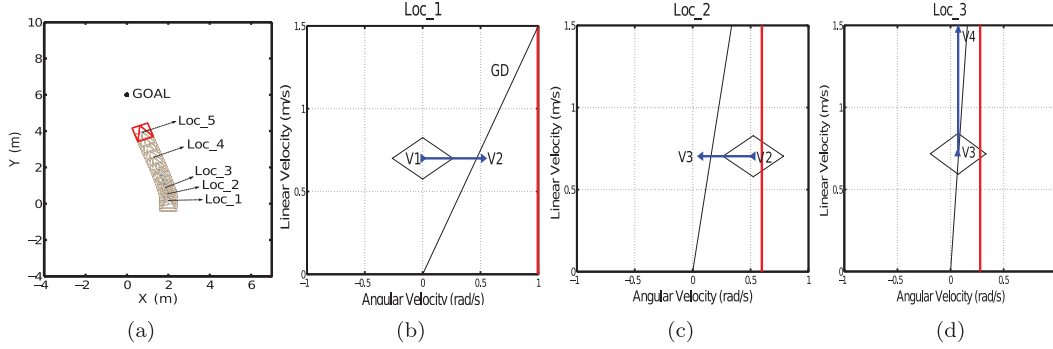 10
8
6
4
2
0
−2
−4
−4
−2
0
2
4
6
Y (m)
X (m)
GOAL
Loc_5
Loc_4
Loc_3
Loc_2
Loc_1
(a)
Loc_1
1.5
1
0.5
0
−1
−0.5
0
0.5
1
Linear Velocity (m/s)
Angular Velocity (rad/s)
GD
V1
V2
(b)
Loc_2
1.5
1
0.5
0
−1
−0.5
0
0.5
1
Linear Velocity (m/s)
Angular Velocity (rad/s)
V3
V2
(c)
Loc_3
1.5
1
0.5
0
−1
−0.5
0
0.5
1
Linear Velocity (m/s)
Angular Velocity (rad/s)
V4
V3
(d)